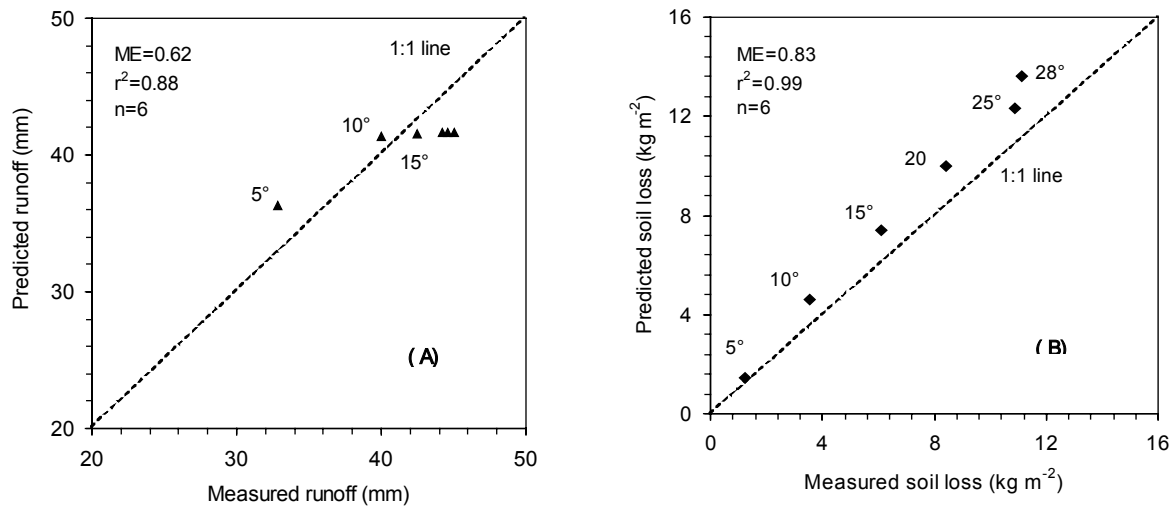 50
40
30
20
20
30
40
50
Predicted runoff (mm)
Measured runoff (mm)
ME=0.62
r²=0.88
n=6
1:1 line
10°
15°
5°
( A)
16
12
8
4
0
0
4
8
12
16
Predicted soil loss (kg m⁻²)
Measured soil loss (kg m⁻²)
ME=0.83
r²=0.99
n=6
28°
25°
20
1:1 line
15°
10°
5°
( B)